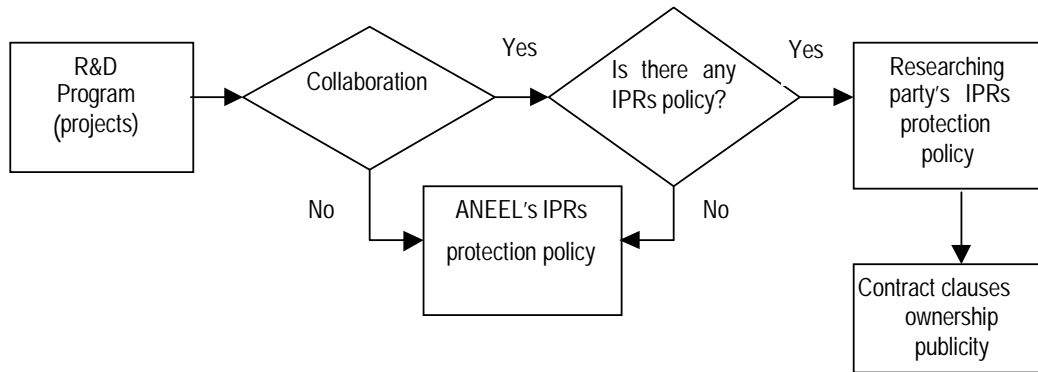 R&D
Program
(projects)
Collaboration
Yes
Is there any
IPRs policy?
Yes
Researching
party's IPRs
protection
policy
No
ANEEL's IPRs
protection policy
No
Contract clauses
ownership
publicity